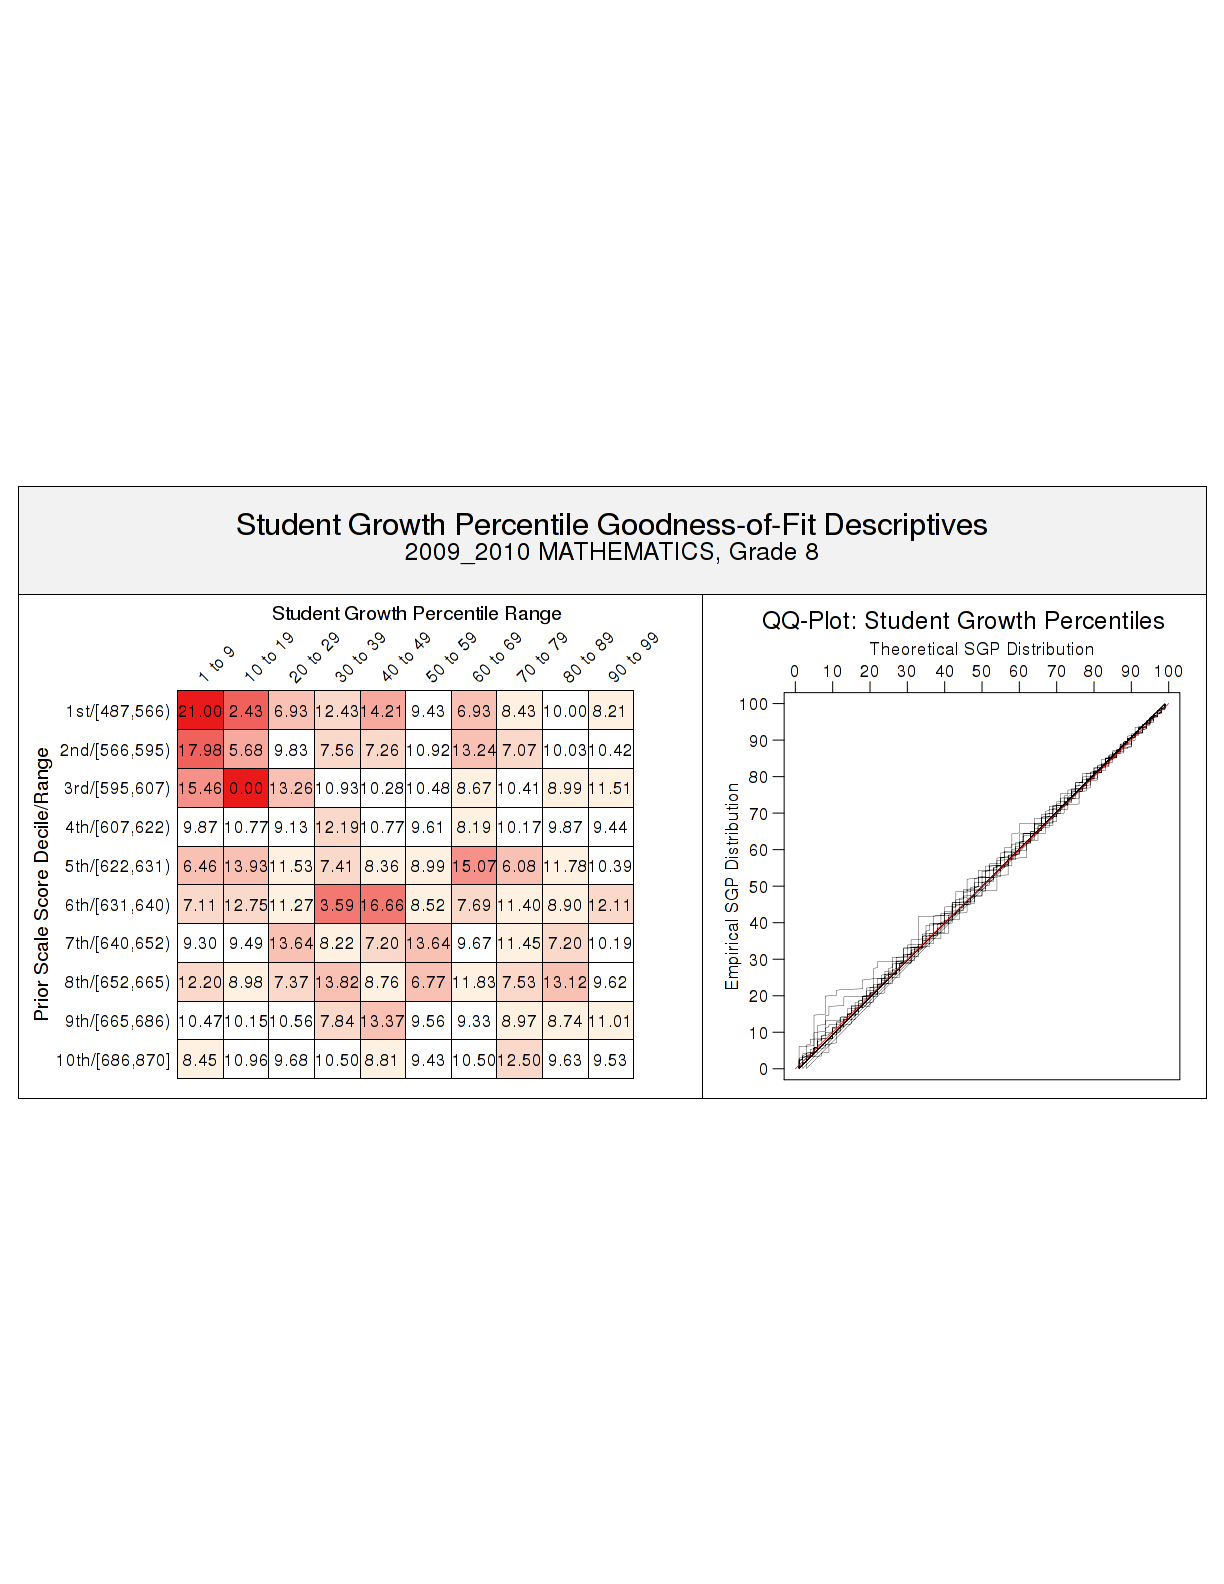 Student Growth Percentile Goodness-of-Fit Descriptives
2009_2010 MATHEMATICS, Grade 8
Student Growth Percentile Range
1 to 9 10 to 19 20 to 29 30 to 39 40 to 49 50 to 59 60 to 69 70 to 79 80 to 89 90 to 99
Prior Scale Score Decile/Range
1st/[487,566) 21.00 2.43 6.93 12.43 14.21 9.43 6.93 8.43 10.00 8.21
2nd/[566,595) 17.98 5.68 9.83 7.56 7.26 10.92 13.24 7.07 10.03 10.42
3rd/[595,607) 15.46 0.00 13.26 10.93 10.28 10.48 8.67 10.41 8.99 11.51
4th/[607,622) 9.87 10.77 9.13 12.19 10.77 9.61 8.19 10.17 9.87 9.44
5th/[622,631) 6.46 13.93 11.53 7.41 8.36 8.99 15.07 6.08 11.78 10.39
6th/[631,640) 7.11 12.75 11.27 3.59 16.66 8.52 7.69 11.40 8.90 12.11
7th/[640,652) 9.30 9.49 13.64 8.22 7.20 13.64 9.67 11.45 7.20 10.19
8th/[652,665) 12.20 8.98 7.37 13.82 8.76 6.77 11.83 7.53 13.12 9.62
9th/[665,686) 10.47 10.15 10.56 7.84 13.37 9.56 9.33 8.97 8.74 11.01
10th/[686,870] 8.45 10.96 9.68 10.50 8.81 9.43 10.50 12.50 9.63 9.53
QQ-Plot: Student Growth Percentiles
Theoretical SGP Distribution
0 10 20 30 40 50 60 70 80 90 100
Empirical SGP Distribution
100
90
80
70
60
50
40
30
20
10
0